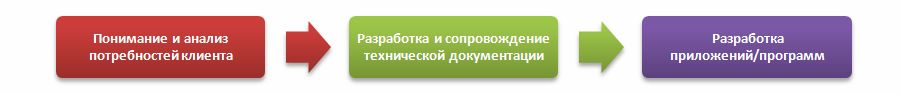 Понимание и анализ
потребностей клиента
Разработка и сопровождение
технической документации
Разработка
приложений/программ